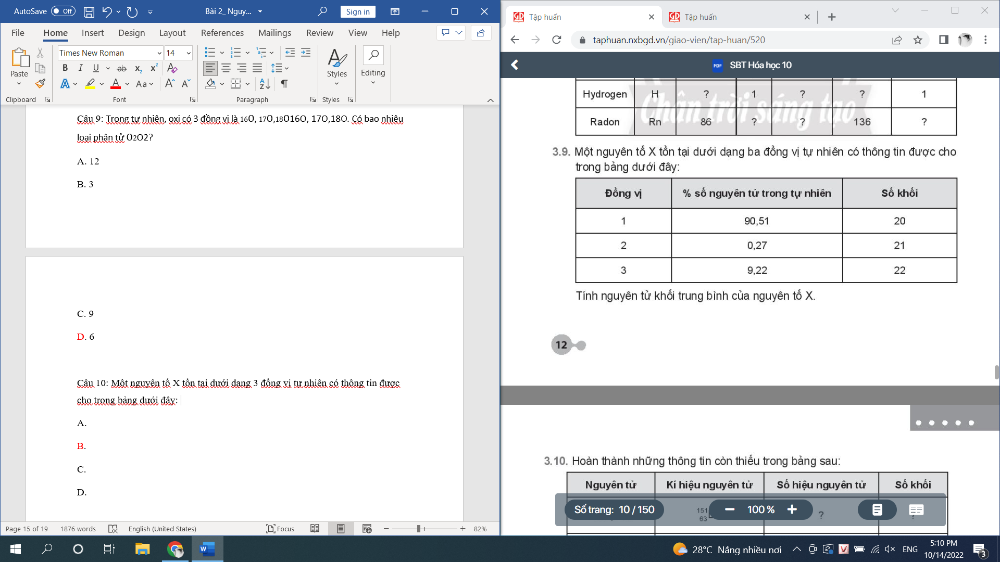 AutoSave Off Bài 2_ Nguy... Sign in
File Home Insert Design Layout References Mailings Review View Help
Times New Roman 14
Paste B I U ab x₂ x² A
A A Aa A A Styles Editing
Clipboard Font Paragraph Styles
Câu 9: Trong tự nhiên, oxi có 3 đồng vị là 16O, 17O,18O16O, 17O,18O. Có bao nhiêu
loại phân tử O2O2?
A. 12
B. 3
C. 9
D. 6
Câu 10: Một nguyên tố X tồn tại dưới dạng 3 đồng vị tự nhiên có thông tin được
cho trong bảng dưới đây:
A.
B.
C.
D.
Page 15 of 19 1876 words English (United States) Focus 82%
Tập huấn Tập huấn
taphuan.nxbgd.vn/giao-vien/tap-huan/520
PDF SBT Hóa học 10
Hydrogen H ? 1 ? ? 1
Chân trời sáng tạo
Radon Rn 86 ? ? 136 ?
3.9. Một nguyên tố X tồn tại dưới dạng ba đồng vị tự nhiên có thông tin được cho
trong bảng dưới đây:
Đồng vị % số nguyên tử trong tự nhiên Số khối
1 90,51 20
2 0,27 21
3 9,22 22
Tính nguyên tử khối trung bình của nguyên tố X.
12
3.10. Hoàn thành những thông tin còn thiếu trong bảng sau:
Nguyên tử Kí hiệu nguyên tử Số hiệu nguyên tử Số khối
151
63
? ?
Số trang: 10 / 150 100 %
28°C Nắng nhiều nơi ENG 5:10 PM
10/14/2022 3